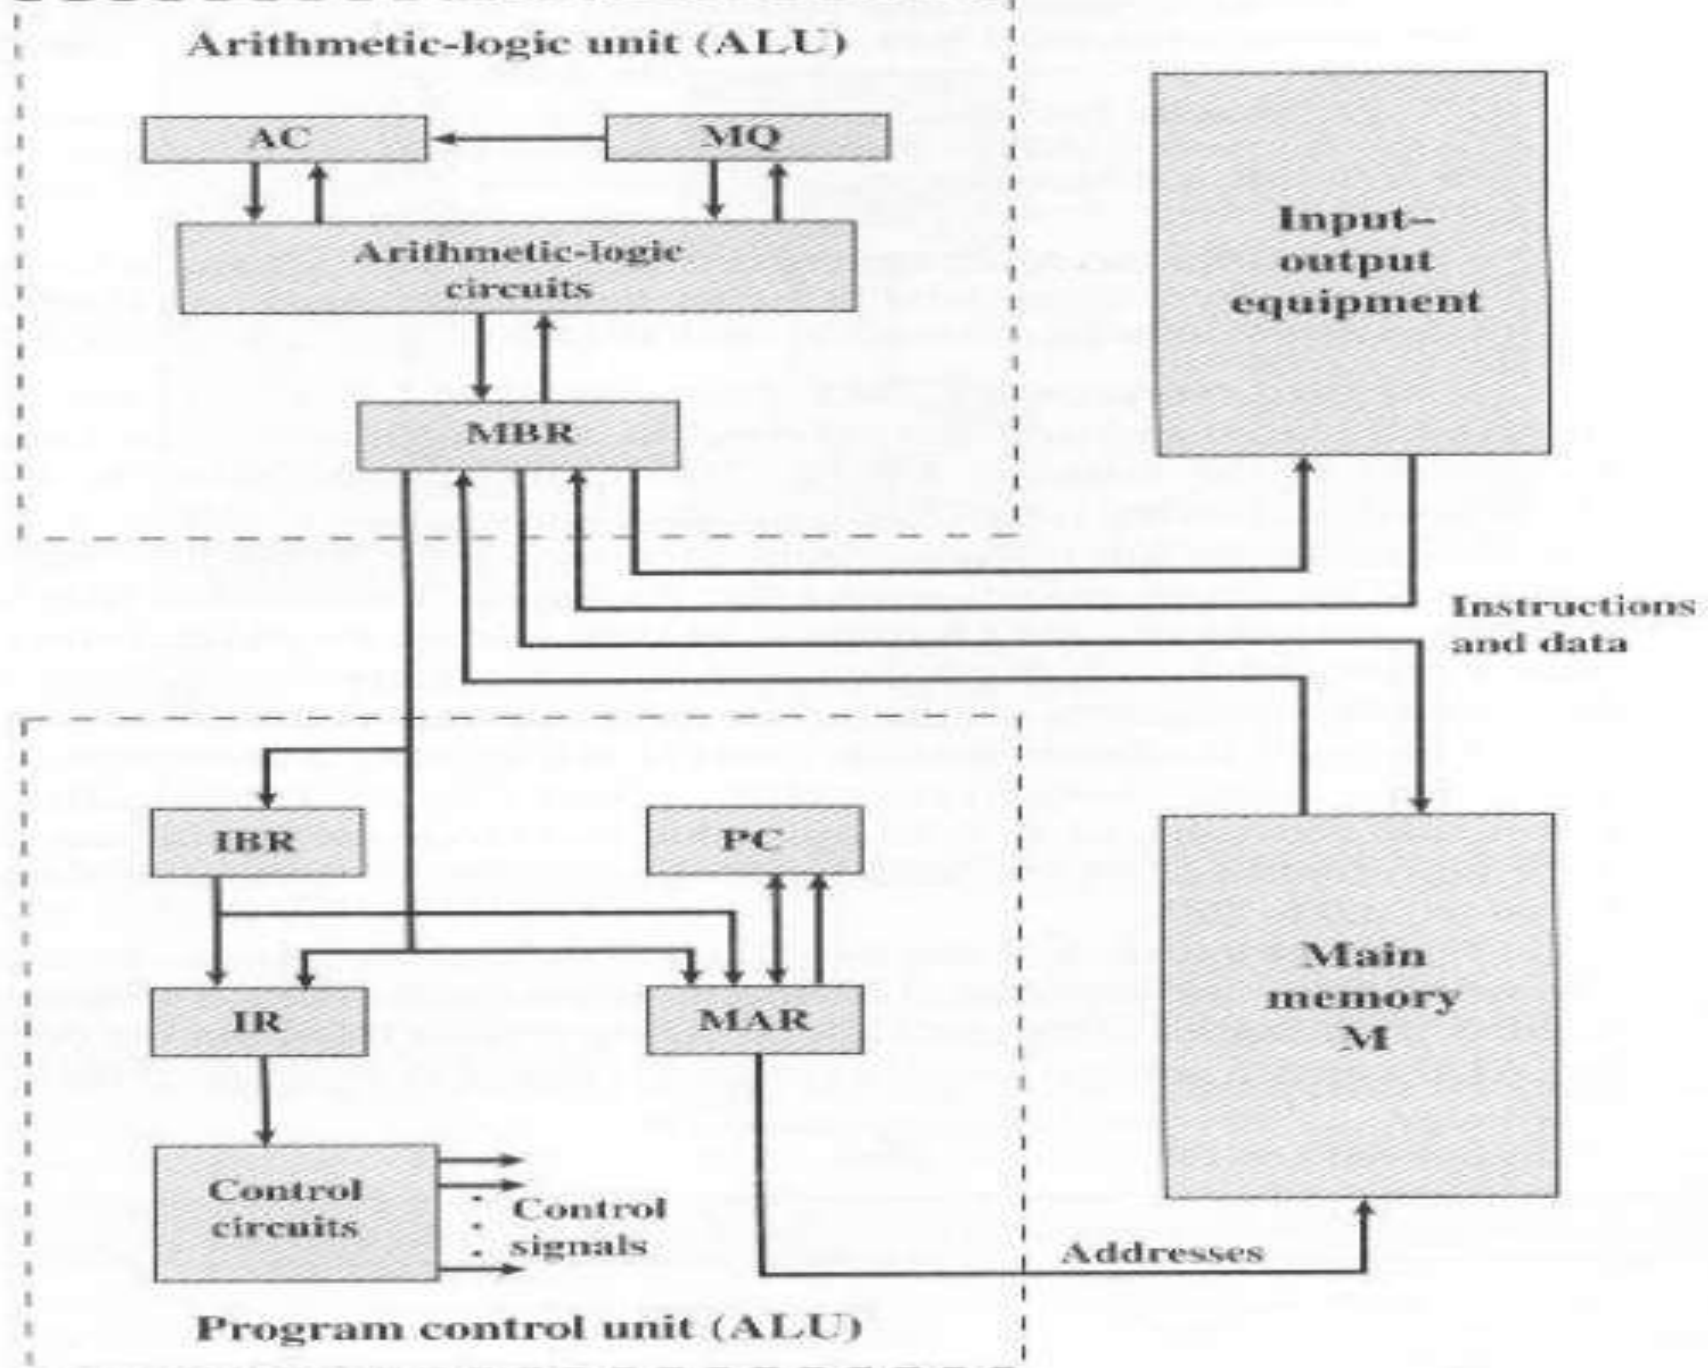 Arithmetic-logic unit (ALU)
AC
MQ
Arithmetic-logic
circuits
Input–
output
equipment
MBR
Instructions
and data
IBR
PC
IR
MAR
Main
memory
M
Control
circuits
Control
signals
Addresses
Program control unit (ALU)